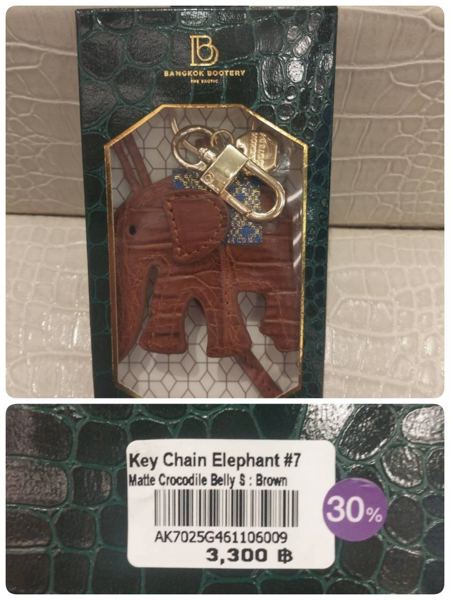 B
BANGKOK BOOTERY
THE EXOTIC
Key Chain Elephant #7
Matte Crocodile Belly S : Brown
30%
AK7025G461106009
3,300 ฿